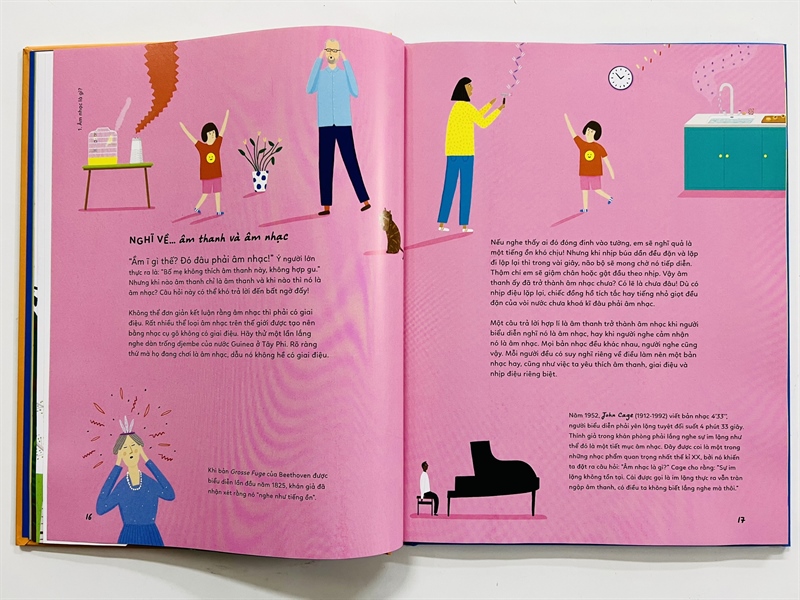 1. Âm nhạc là gì?
NGHĨ VỀ... âm thanh và âm nhạc
"Ầm ĩ gì thế? Đó đâu phải âm nhạc!" Ý người lớn
thực ra là: "Bố mẹ không thích âm thanh này, không hợp gu."
Nhưng khi nào âm thanh chỉ là âm thanh và khi nào thì nó là
âm nhạc? Câu hỏi này có thể khó trả lời đến bất ngờ đấy!
Không thể đơn giản kết luận rằng âm nhạc thì phải có giai
điệu. Rất nhiều thể loại âm nhạc trên thế giới được tạo nên
bằng nhạc cụ gõ không có giai điệu. Hãy thử một lần lắng
nghe dàn trống djembe của nước Guinea ở Tây Phi. Rõ ràng
thứ mà họ đang chơi là âm nhạc, dẫu nó không hề có giai điệu.
Khi bản Grosse Fuge của Beethoven được
biểu diễn lần đầu năm 1825, khán giả đã
nhận xét rằng nó "nghe như tiếng ồn".
16
Nếu nghe thấy ai đó đóng đinh vào tường, em sẽ nghĩ quả là
một tiếng ồn khó chịu! Nhưng khi nhịp búa dần đều đặn và lặp
đi lặp lại thì trong vài giây, não bộ sẽ mong chờ nó tiếp diễn.
Thậm chí em sẽ giậm chân hoặc gật đầu theo nhịp. Vậy âm
thanh ấy đã trở thành âm nhạc chưa? Có lẽ là chưa đâu! Dù có
nhịp điệu lặp lại, chiếc đồng hồ tích tắc hay tiếng nhỏ giọt đều
đặn của vòi nước chưa khoá kĩ đâu phải âm nhạc.
Một câu trả lời hợp lí là âm thanh trở thành âm nhạc khi người
biểu diễn nghĩ nó là âm nhạc, hay khi người nghe cảm nhận
nó là âm nhạc. Mọi bản nhạc đều khác nhau, người nghe cũng
vậy. Mỗi người đều có suy nghĩ riêng về điều làm nên một bản
nhạc hay, cũng như việc ta yêu thích âm thanh, giai điệu và
nhịp điệu riêng biệt.
Năm 1952, John Cage (1912-1992) viết bản nhạc 4'33",
người biểu diễn phải yên lặng tuyệt đối suốt 4 phút 33 giây.
Thính giả trong khán phòng phải lắng nghe sự im lặng như
thể đó là một tiết mục âm nhạc. Đây được coi là một trong
những nhạc phẩm quan trọng nhất thế kỉ XX, bởi nó khiến
ta đặt ra câu hỏi: "Âm nhạc là gì?" Cage cho rằng: "Sự im
lặng không tồn tại. Cái được gọi là im lặng thực ra vẫn tràn
ngập âm thanh, có điều ta không biết lắng nghe mà thôi."
17